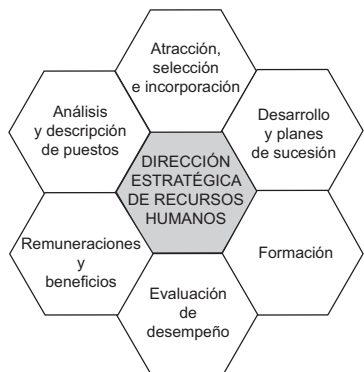 Atracción,
selección
e incorporación
Análisis
y descripción
de puestos
Desarrollo
y planes
de sucesión
DIRECCIÓN
ESTRATÉGICA
DE RECURSOS
HUMANOS
Remuneraciones
y
beneficios
Formación
Evaluación
de
desempeño